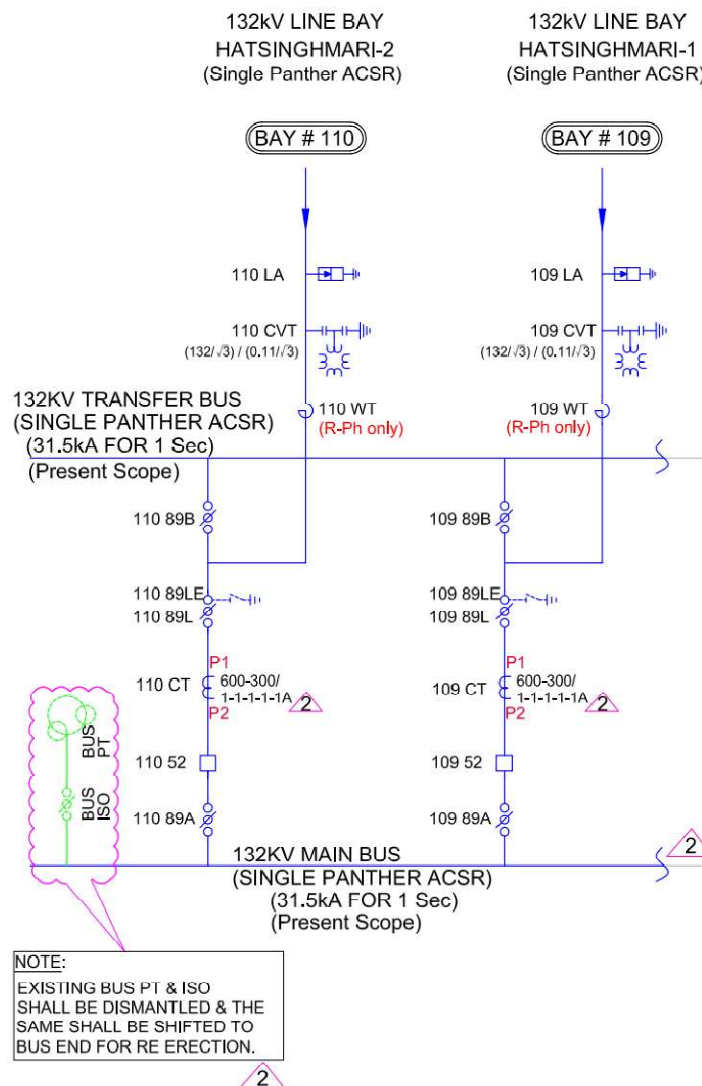 132kV LINE BAY
HATSINGHMARI-2
(Single Panther ACSR)
132kV LINE BAY
HATSINGHMARI-1
(Single Panther ACSR)
BAY # 110
BAY # 109
110 LA
109 LA
110 CVT
(132/√3) / (0.11/√3)
109 CVT
(132/√3) / (0.11/√3)
110 WT
(R-Ph only)
109 WT
(R-Ph only)
132KV TRANSFER BUS
(SINGLE PANTHER ACSR)
(31.5kA FOR 1 Sec)
(Present Scope)
110 89B
109 89B
110 89LE
110 89L
109 89LE
109 89L
P1
110 CT
600-300/
1-1-1-1-1A
P2
2
P1
109 CT
600-300/
1-1-1-1-1A
P2
2
BUS
PT
BUS
ISO
110 52
109 52
110 89A
109 89A
132KV MAIN BUS
(SINGLE PANTHER ACSR)
(31.5kA FOR 1 Sec)
(Present Scope)
2
NOTE:
EXISTING BUS PT & ISO
SHALL BE DISMANTLED & THE
SAME SHALL BE SHIFTED TO
BUS END FOR RE ERECTION.
2